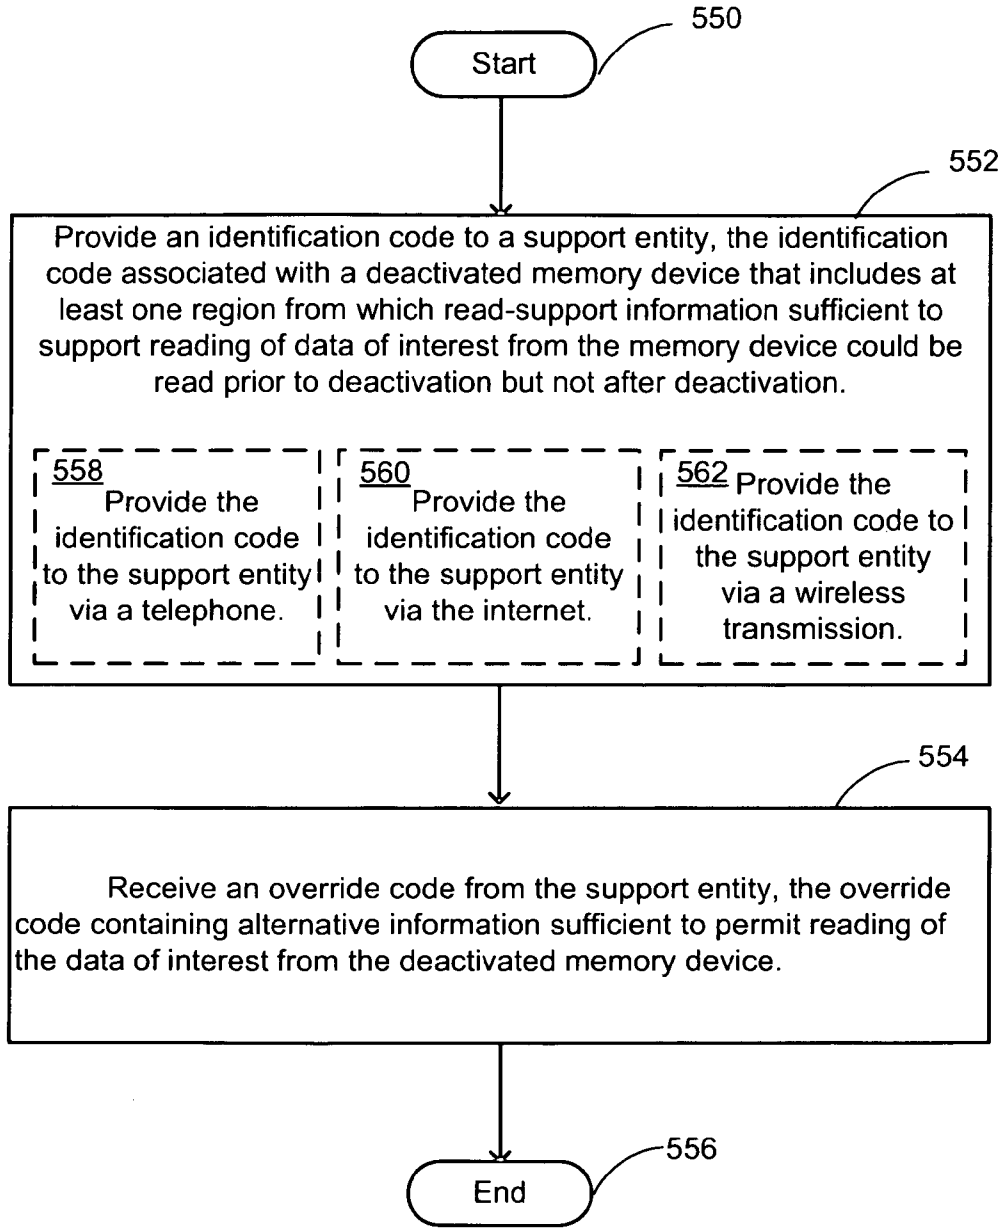 550
Start
552
Provide an identification code to a support entity, the identification
code associated with a deactivated memory device that includes at
least one region from which read-support information sufficient to
support reading of data of interest from the memory device could be
read prior to deactivation but not after deactivation.
558
Provide the
identification code
to the support entity
via a telephone.
560
Provide the
identification code
to the support entity
via the internet.
562 Provide the
identification code to
the support entity
via a wireless
transmission.
554
Receive an override code from the support entity, the override
code containing alternative information sufficient to permit reading of
the data of interest from the deactivated memory device.
556
End